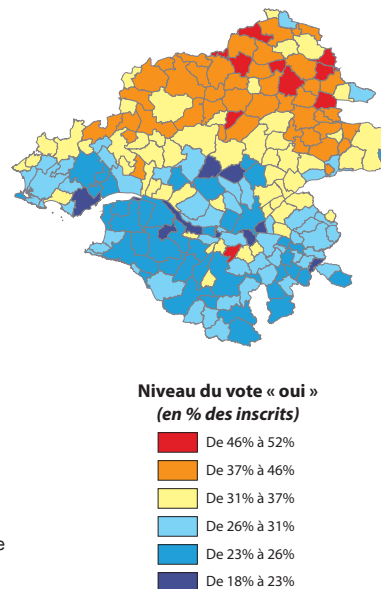 Niveau du vote « oui »
(en % des inscrits)
De 46% à 52%
De 37% à 46%
De 31% à 37%
De 26% à 31%
e
De 23% à 26%
De 18% à 23%